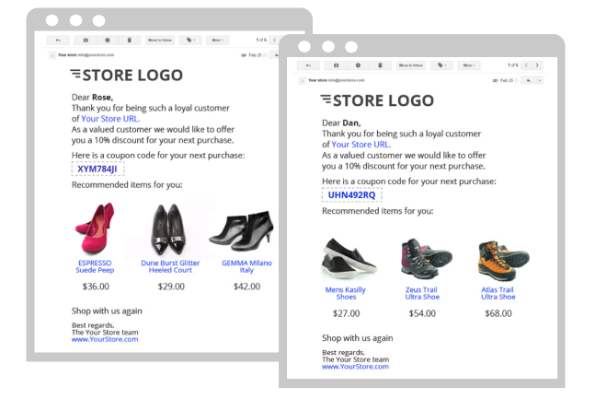 Move to Inbox
More
1 of 6
Your store info@yourstore.com
Feb 21
STORE LOGO
Dear Rose,
Thank you for being such a loyal customer
of Your Store URL.
As a valued customer we would like to offer
you a 10% discount for your next purchase.
Here is a coupon code for your next purchase:
XYM784JI
Recommended items for you:
ESPRESSO
Suede Peep
$36.00
Dune Burst Glitter
Heeled Court
$29.00
GEMMA Milano
Italy
$42.00
Shop with us again
Best regards,
The Your Store team
www.YourStore.com
Move to Inbox
More
1 of 6
Your store info@yourstore.com
Feb 21
STORE LOGO
Dear Dan,
Thank you for being such a loyal customer
of Your Store URL.
As a valued customer we would like to offer
you a 10% discount for your next purchase.
Here is a coupon code for your next purchase:
UHN492RQ
Recommended items for you:
Mens Kasilly
Shoes
$27.00
Zeus Trail
Ultra Shoe
$54.00
Atlas Trail
Ultra Shoe
$68.00
Shop with us again
Best regards,
The Your Store team
www.YourStore.com